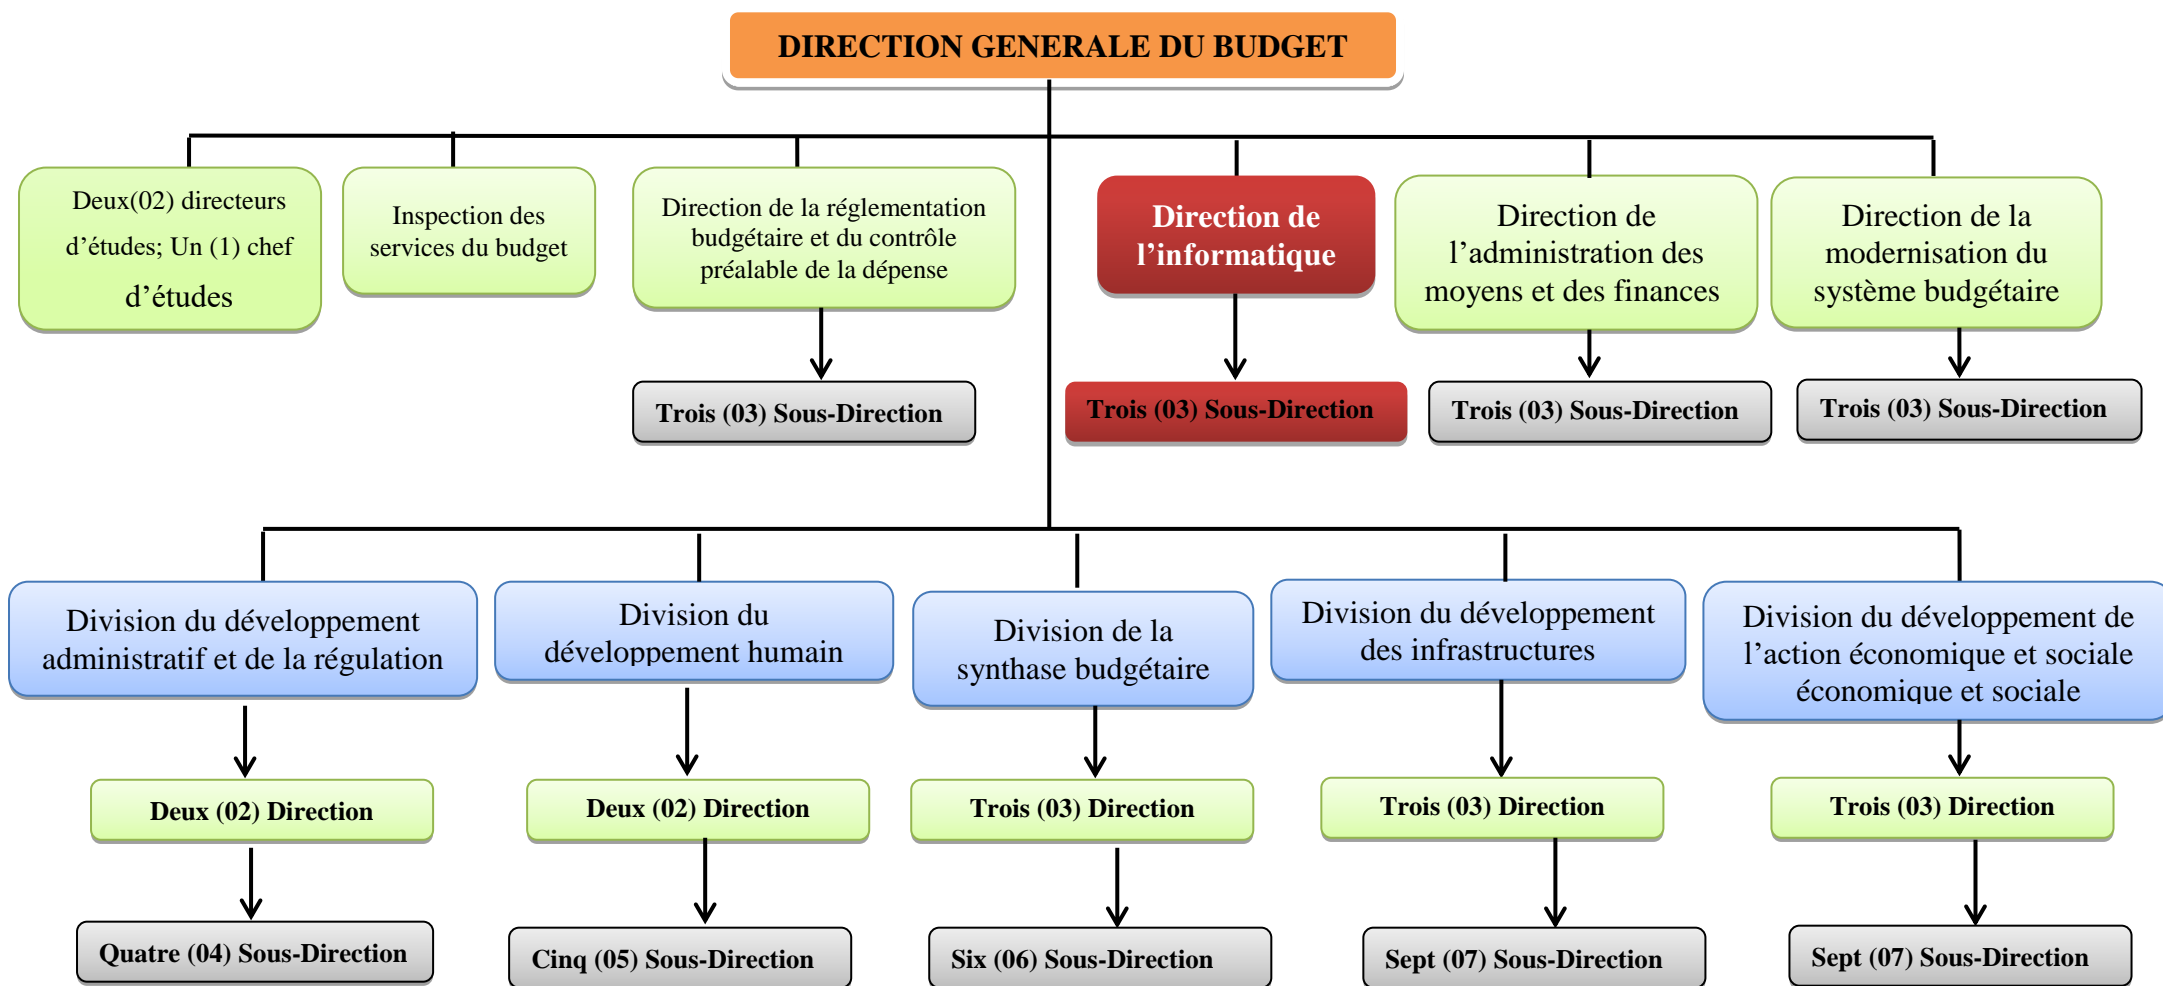 DIRECTION GENERALE DU BUDGET
Deux(02) directeurs
d’études; Un (1) chef
d’études
Inspection des
services du budget
Direction de la réglementation
budgétaire et du contrôle
préalable de la dépense
Direction de
l’informatique
Direction de
l’administration des
moyens et des finances
Direction de la
modernisation du
système budgétaire
Trois (03) Sous-Direction
Trois (03) Sous-Direction
Trois (03) Sous-Direction
Trois (03) Sous-Direction
Division du développement
administratif et de la régulation
Division du
développement humain
Division de la
synthase budgétaire
Division du développement
des infrastructures
Division du développement de
l’action économique et sociale
économique et sociale
Deux (02) Direction
Deux (02) Direction
Trois (03) Direction
Trois (03) Direction
Trois (03) Direction
Quatre (04) Sous-Direction
Cinq (05) Sous-Direction
Six (06) Sous-Direction
Sept (07) Sous-Direction
Sept (07) Sous-Direction